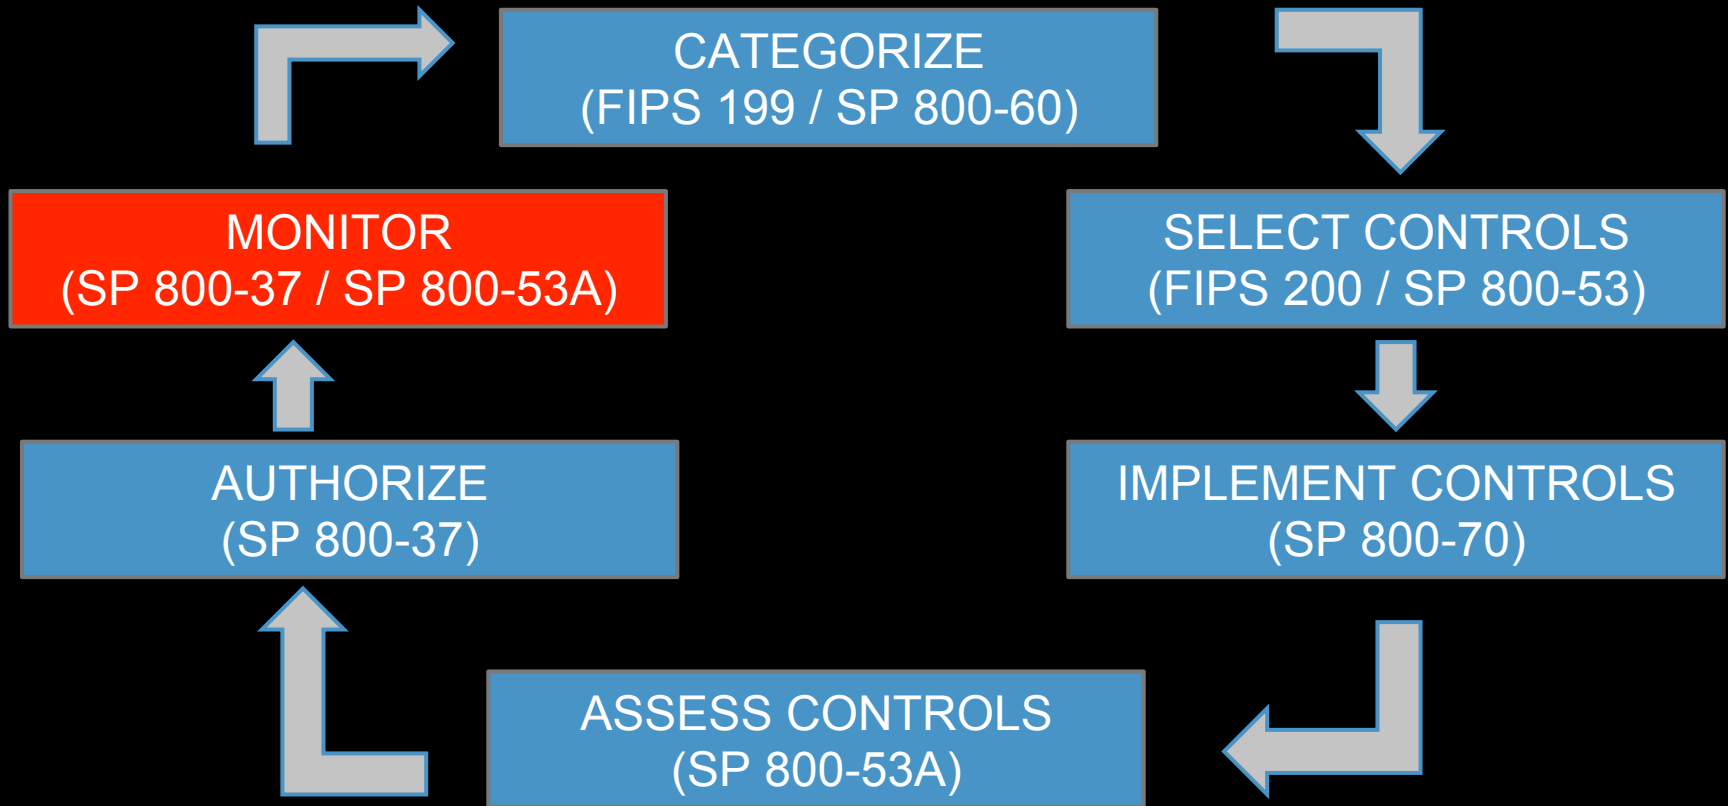 CATEGORIZE
(FIPS 199 / SP 800-60)
MONITOR
(SP 800-37 / SP 800-53A)
SELECT CONTROLS
(FIPS 200 / SP 800-53)
AUTHORIZE
(SP 800-37)
IMPLEMENT CONTROLS
(SP 800-70)
ASSESS CONTROLS
(SP 800-53A)